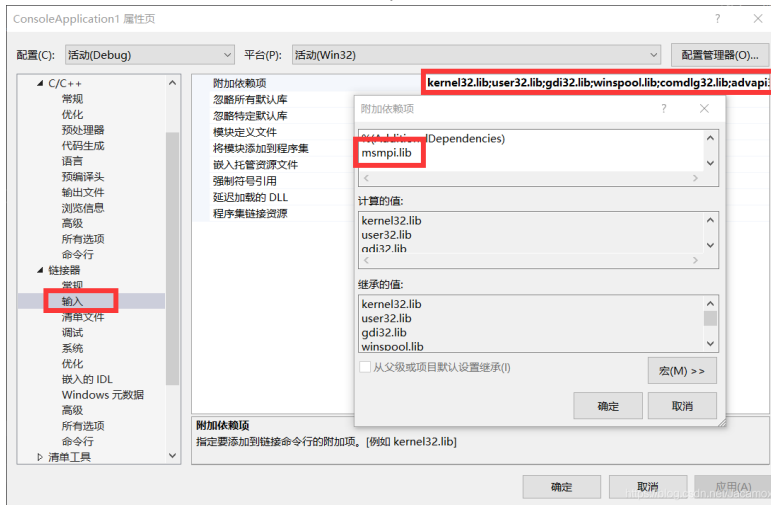 ConsoleApplication1 属性页
配置(C): 活动(Debug) 平台(P): 活动(Win32) 配置管理器(O)...
C/C++
常规
优化
预处理器
代码生成
语言
预编译头
输出文件
浏览信息
高级
所有选项
命令行
链接器
常规
输入
清单文件
调试
系统
优化
嵌入的 IDL
Windows 元数据
高级
所有选项
命令行
清单工具
附加依赖项 kernel32.lib;user32.lib;gdi32.lib;winspool.lib;comdlg32.lib;advapi
忽略所有默认库
忽略特定默认库
模块定义文件
将模块添加到程序集
嵌入托管资源文件
强制符号引用
延迟加载的 DLL
程序集链接资源
附加依赖项
%(AdditionalDependencies)
msmpi.lib
计算的值:
kernel32.lib
user32.lib
gdi32.lib
继承的值:
kernel32.lib
user32.lib
gdi32.lib
winspool.lib
从父级或项目默认设置继承(I)
宏(M) >>
确定 取消
附加依赖项
指定要添加到链接命令行的附加项。[例如 kernel32.lib]
确定 取消 应用(A)